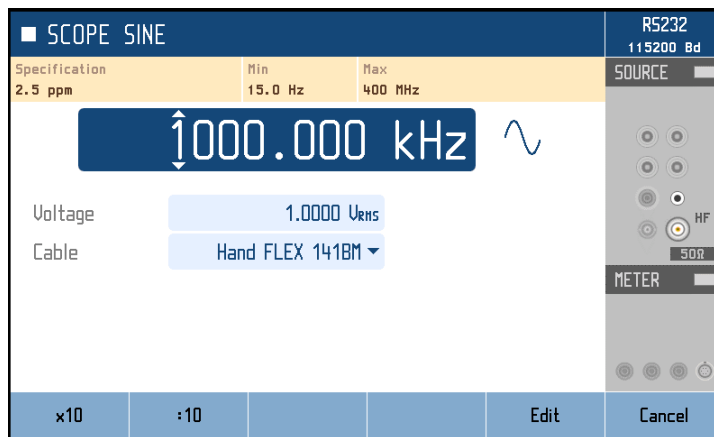 SCOPE SINE
RS232
115200 Bd
Specification
Min
Max
2.5 ppm
15.0 Hz
400 MHz
SOURCE
1000.000 kHz
Voltage
1.0000 VRMS
HF
Cable
Hand FLEX 141BM
50Ω
METER
x10
:10
Edit
Cancel